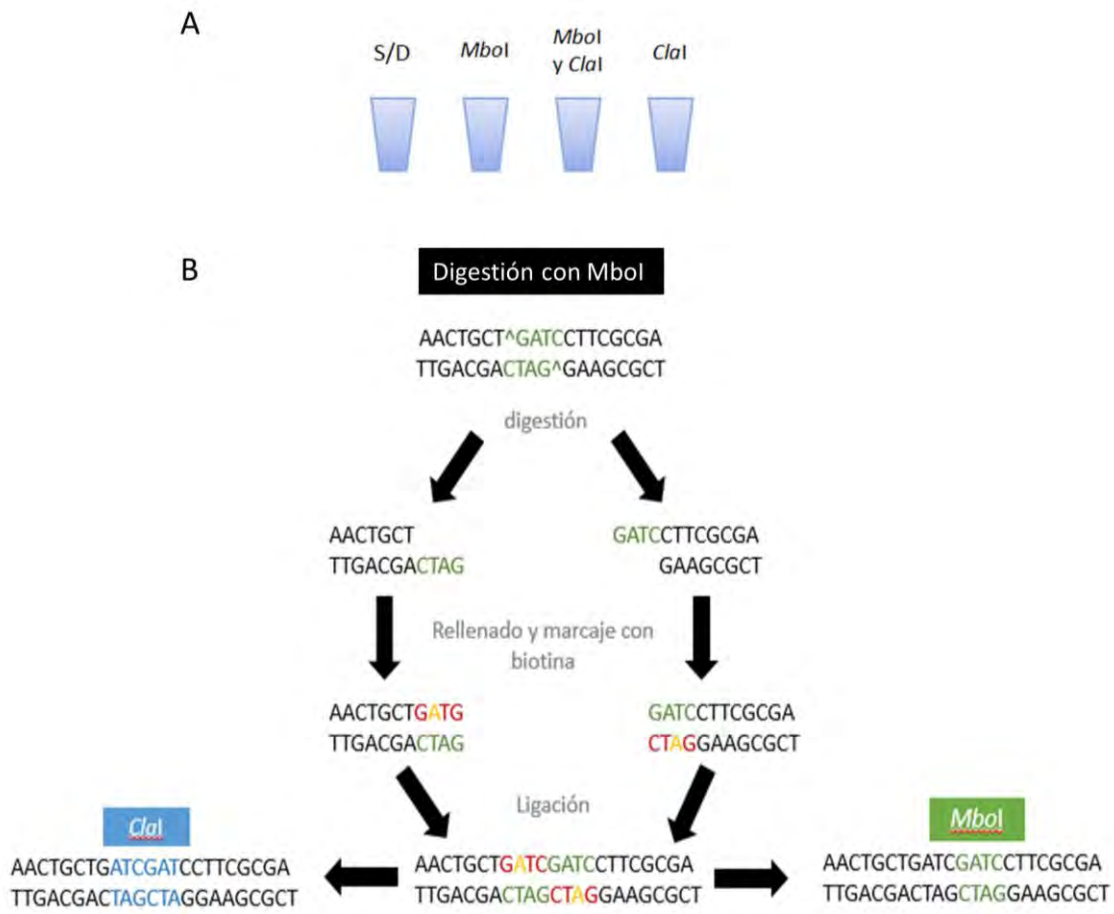 A
S/D
MboI
MboI
y ClaI
ClaI
B
Digestión con MboI
AACTGCT^GATCCTTCGCGA
TTGACGACTAG^GAAGCGCT
digestión
AACTGCT
TTGACGACTAG
GATCCTTCGCGA
GAAGCGCT
Rellenado y marcaje con
biotina
AACTGCTGATG
TTGACGACTAG
GATCCTTCGCGA
CTAGGAAGCGCT
Ligación
ClaI
AACTGCTGATCGATCCTTCGCGA
TTGACGACTAGCTAGGAAGCGCT
AACTGCTGATCGATCCTTCGCGA
TTGACGACTAGCTAGGAAGCGCT
MboI
AACTGCTGATCGATCCTTCGCGA
TTGACGACTAGCTAGGAAGCGCT